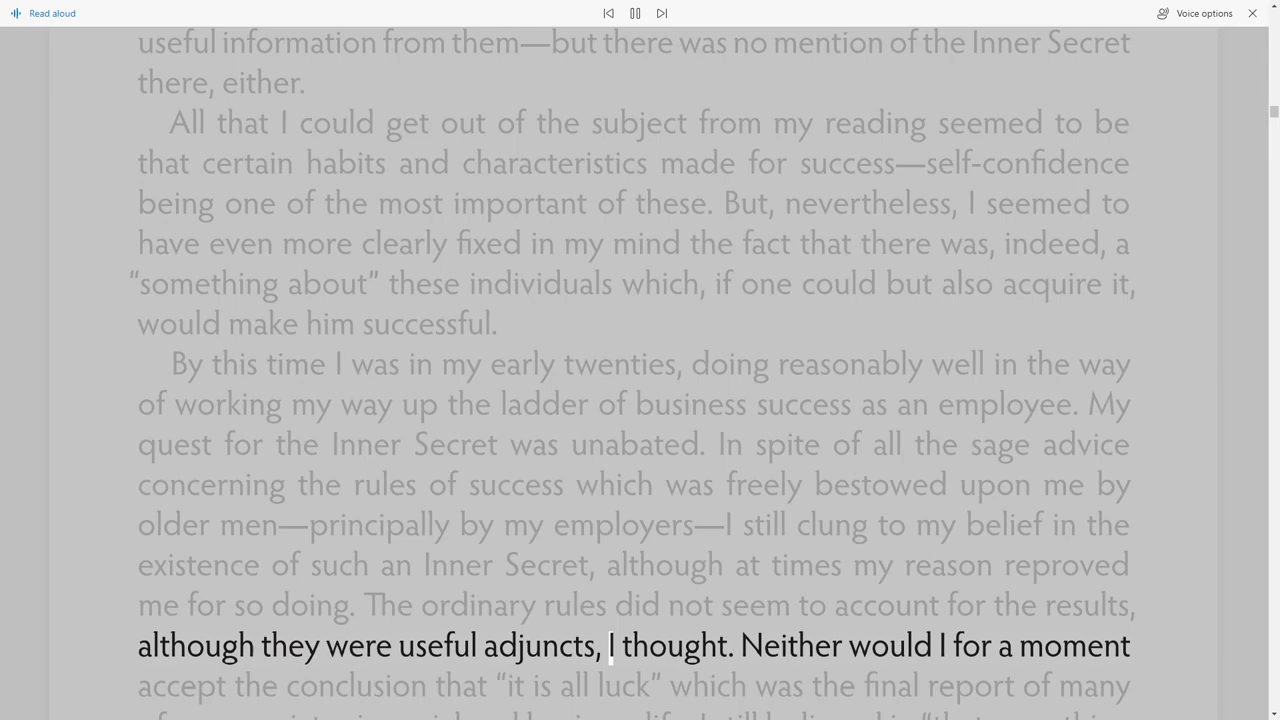 Read aloud
Voice options
useful information from them—but there was no mention of the Inner Secret
there, either.
All that I could get out of the subject from my reading seemed to be
that certain habits and characteristics made for success—self-confidence
being one of the most important of these. But, nevertheless, I seemed to
have even more clearly fixed in my mind the fact that there was, indeed, a
"something about" these individuals which, if one could but also acquire it,
would make him successful.
By this time I was in my early twenties, doing reasonably well in the way
of working my way up the ladder of business success as an employee. My
quest for the Inner Secret was unabated. In spite of all the sage advice
concerning the rules of success which was freely bestowed upon me by
older men—principally by my employers—I still clung to my belief in the
existence of such an Inner Secret, although at times my reason reproved
me for so doing. The ordinary rules did not seem to account for the results,
although they were useful adjuncts, I thought. Neither would I for a moment
accept the conclusion that “it is all luck” which was the final report of many